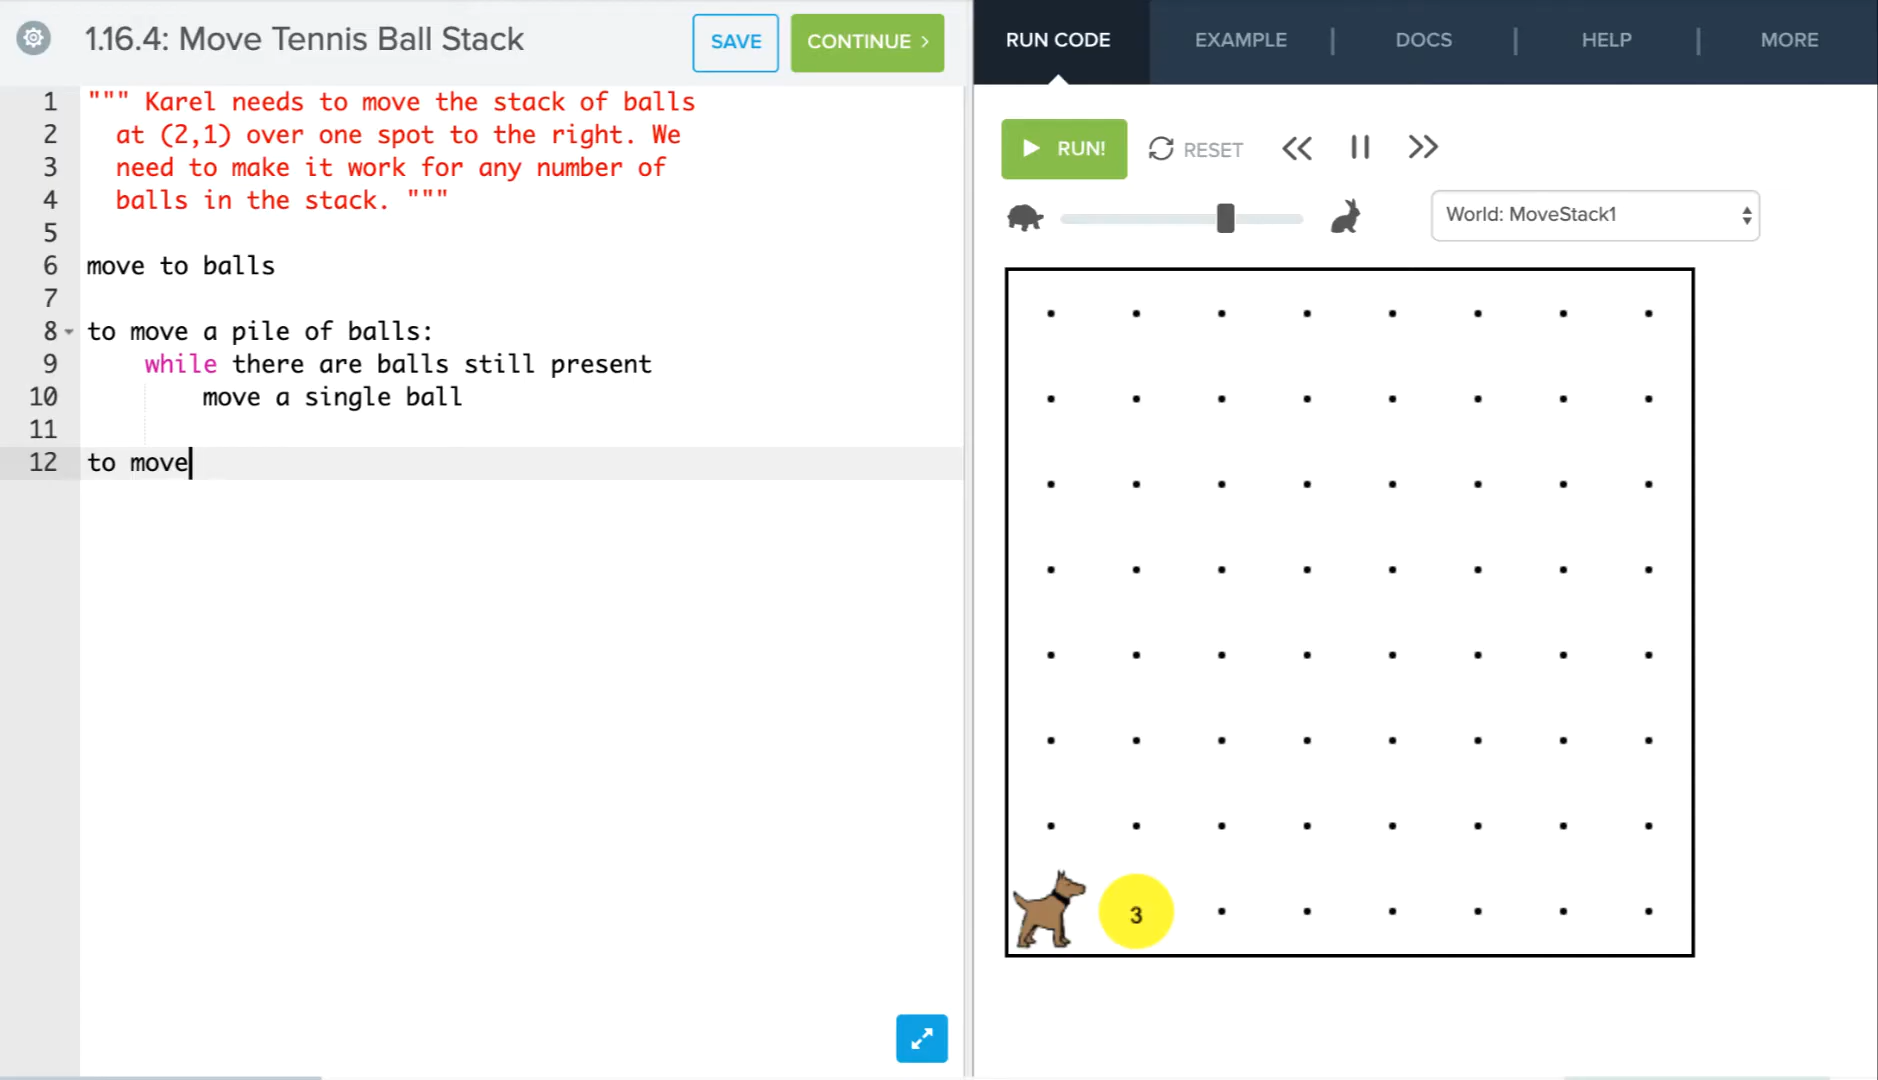 1.16.4: Move Tennis Ball Stack
SAVE
CONTINUE >
RUN CODE
EXAMPLE
DOCS
HELP
MORE
1 """ Karel needs to move the stack of balls
2 at (2,1) over one spot to the right. We
3 need to make it work for any number of
4 balls in the stack. """
5
6 move to balls
7
8 to move a pile of balls:
9 while there are balls still present
10 move a single ball
11
12 to move
RUN!
RESET
World: MoveStack1
3